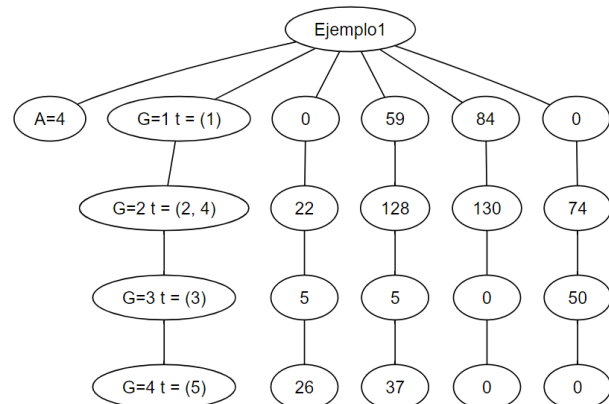 Ejemplo1
A=4 G=1 t = (1) 0 59 84 0
G=2 t = (2, 4) 22 128 130 74
G=3 t = (3) 5 5 0 50
G=4 t = (5) 26 37 0 0